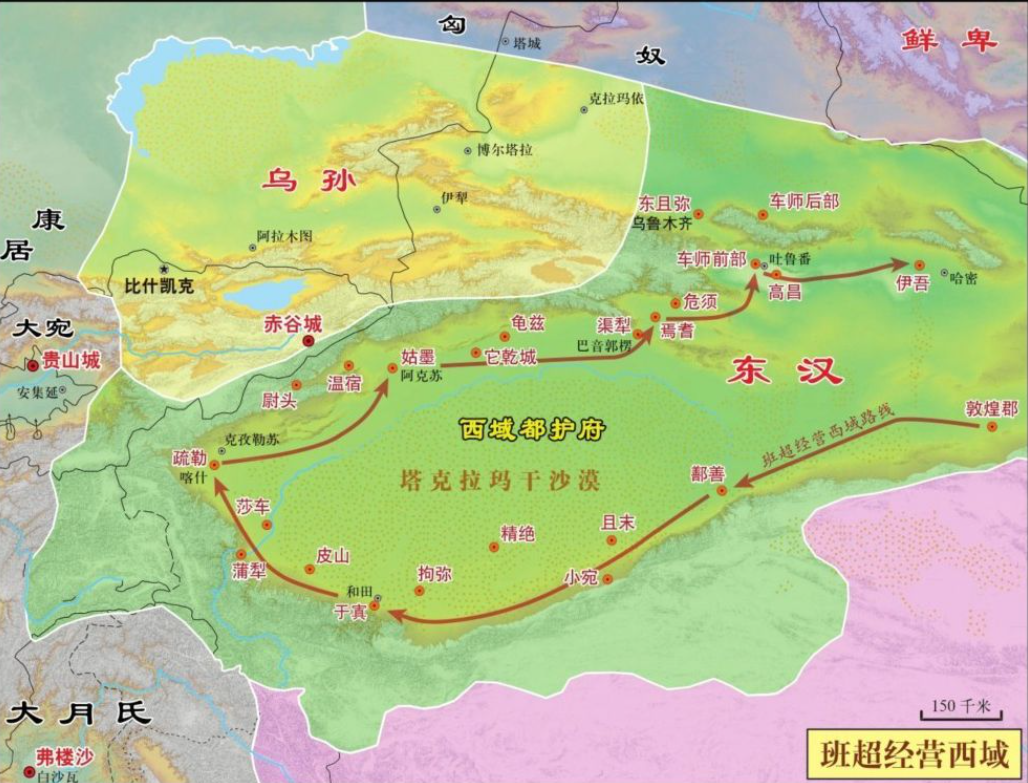 匈
奴
鲜卑
塔城
克拉玛依
博尔塔拉
乌孙
伊犁
东且弥
乌鲁木齐
车师后部
康
居
阿拉木图
车师前部
吐鲁番
高昌
伊吾
哈密
比什凯克
大宛
贵山城
安集延
赤谷城
危须
焉耆
渠犁
巴音郭楞
龟兹
它乾城
姑墨
阿克苏
温宿
尉头
东汉
敦煌郡
班超经营西域路线
西域都护府
克孜勒苏
疏勒
喀什
塔克拉玛干沙漠
鄯善
莎车
且末
精绝
皮山
蒲犁
拘弥
小宛
和田
于真
大月氏
弗楼沙
白沙瓦
150 千米
班超经营西域